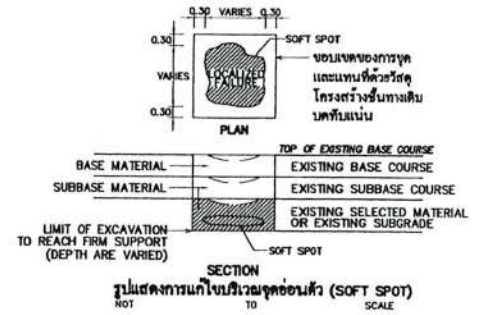 0.30 VARIES 0.30
0.30
VARIES
0.30
LOCALIZED
FAILURE
SOFT SPOT
ขอบเขตของการขุด
และแทนที่ด้วยวัสดุ
โครงสร้างชั้นทางเดิม
บดทับแน่น
PLAN
TOP OF EXISTING BASE COURSE
BASE MATERIAL
EXISTING BASE COURSE
SUBBASE MATERIAL
EXISTING SUBBASE COURSE
EXISTING SELECTED MATERIAL
OR EXISTING SUBGRADE
LIMIT OF EXCAVATION
TO REACH FIRM SUPPORT
(DEPTH ARE VARIED)
SOFT SPOT
SECTION
รูปแสดงการแก้ไขบริเวณจุดอ่อนตัว (SOFT SPOT)
NOT TO SCALE